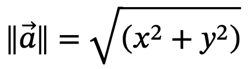 ‖a⃗‖ = √(x² + y²)